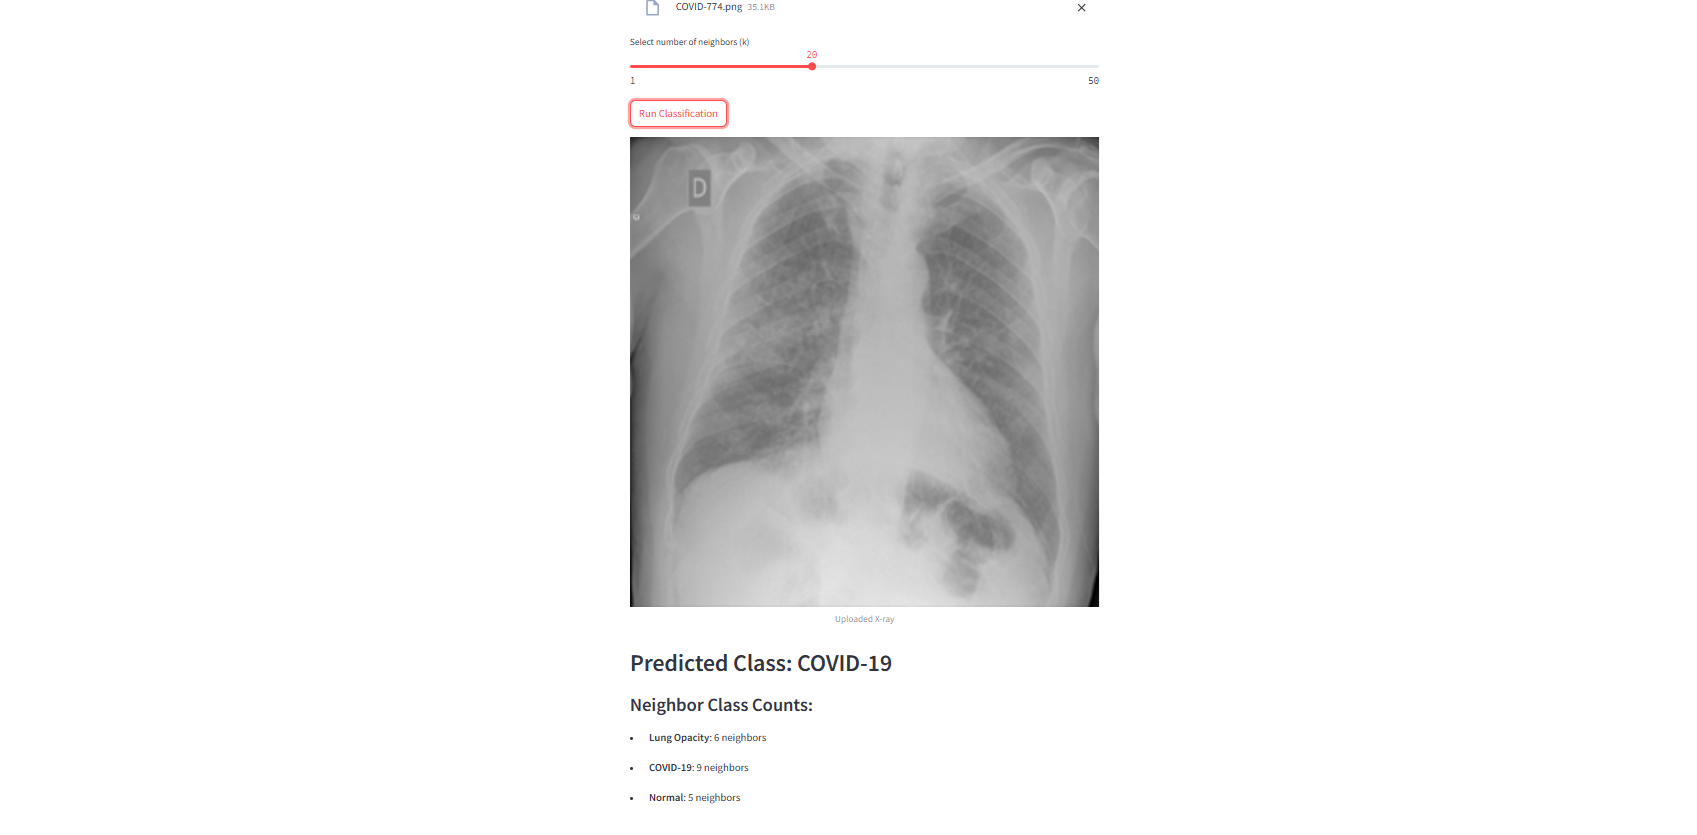 COVID-774.png 35.1KB
Select number of neighbors (k)
20
1 50
Run Classification
D
Uploaded X-ray
Predicted Class: COVID-19
Neighbor Class Counts:
Lung Opacity: 6 neighbors
COVID-19: 9 neighbors
Normal: 5 neighbors